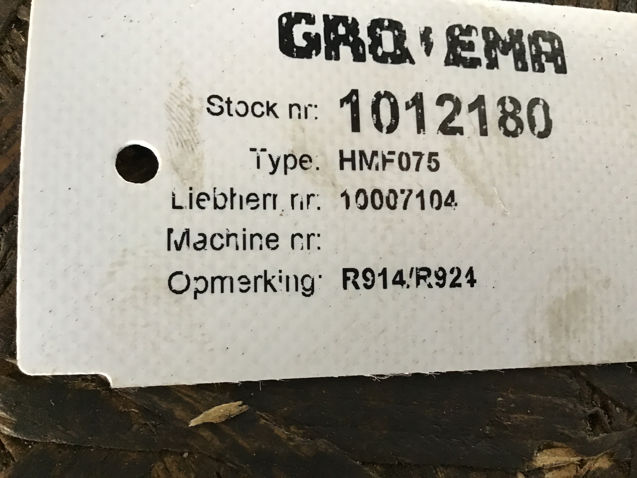 Stock nr: 1012180
Type: HMF075
Liebherr nr: 10007104
Machine nr:
Opmerking: R914/R924